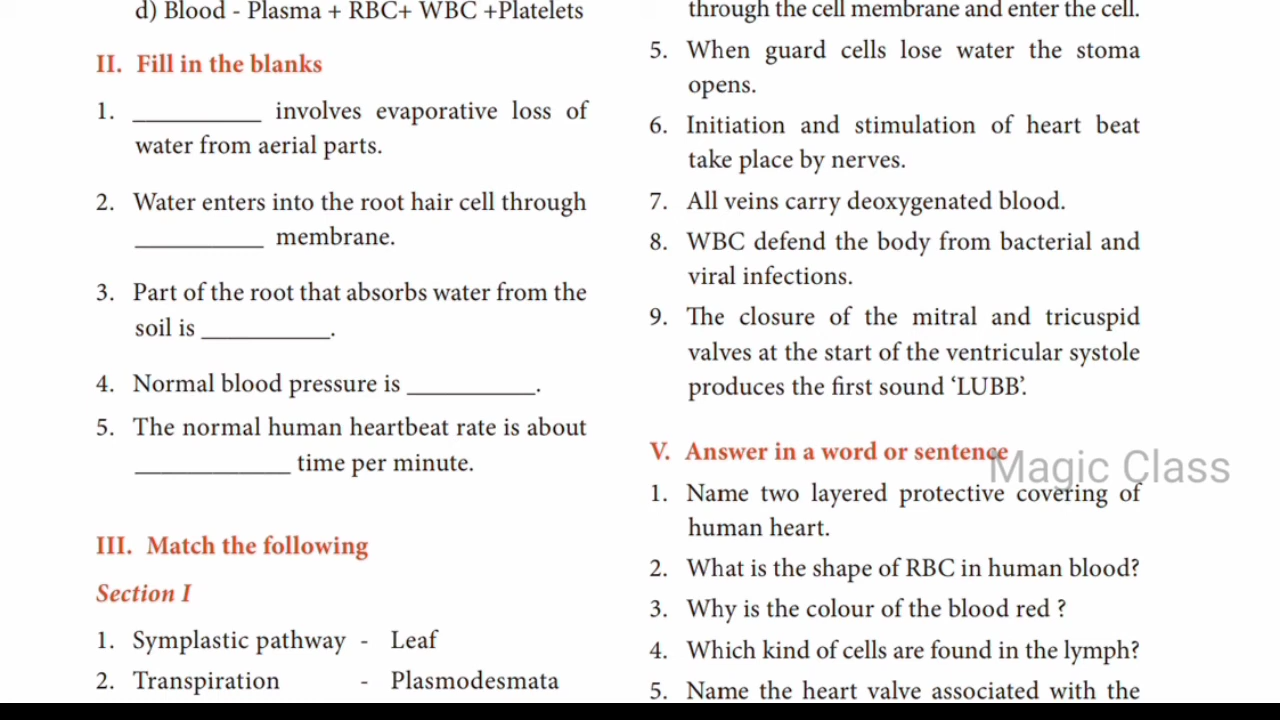 d) Blood - Plasma + RBC+ WBC +Platelets
II. Fill in the blanks
1. __________ involves evaporative loss of
water from aerial parts.
2. Water enters into the root hair cell through
__________ membrane.
3. Part of the root that absorbs water from the
soil is __________.
4. Normal blood pressure is __________.
5. The normal human heartbeat rate is about
____________ time per minute.
III. Match the following
Section I
1. Symplastic pathway - Leaf
2. Transpiration - Plasmodesmata
through the cell membrane and enter the cell.
5. When guard cells lose water the stoma
opens.
6. Initiation and stimulation of heart beat
take place by nerves.
7. All veins carry deoxygenated blood.
8. WBC defend the body from bacterial and
viral infections.
9. The closure of the mitral and tricuspid
valves at the start of the ventricular systole
produces the first sound ‘LUBB’.
V. Answer in a word or sentence
Magic Class
1. Name two layered protective covering of
human heart.
2. What is the shape of RBC in human blood?
3. Why is the colour of the blood red ?
4. Which kind of cells are found in the lymph?
5. Name the heart valve associated with the